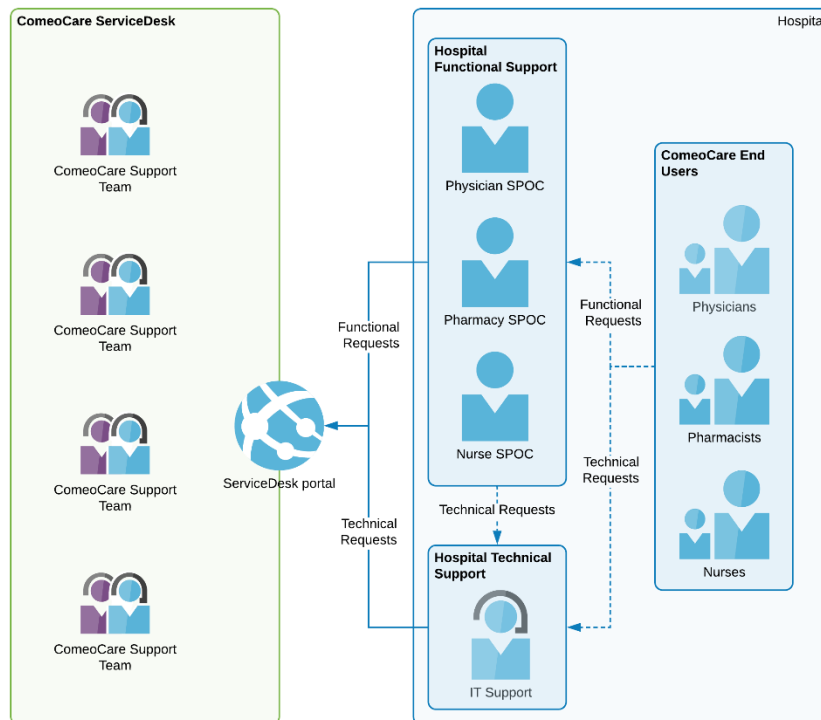 ComeoCare ServiceDesk
ComeoCare Support
Team
ComeoCare Support
Team
ComeoCare Support
Team
ComeoCare Support
Team
ServiceDesk portal
Functional
Requests
Technical
Requests
Hospital
Hospital
Functional Support
Physician SPOC
Pharmacy SPOC
Nurse SPOC
Technical Requests
Hospital Technical
Support
IT Support
Functional
Requests
Technical
Requests
ComeoCare End
Users
Physicians
Pharmacists
Nurses